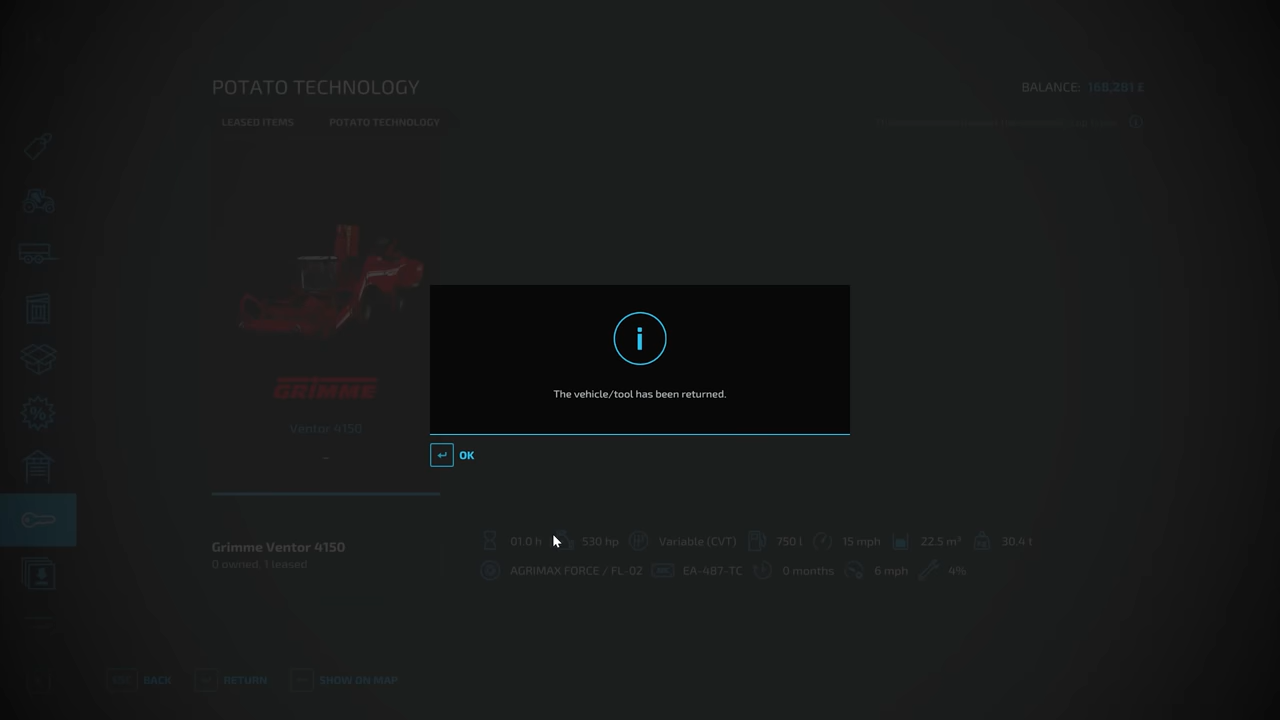 POTATO TECHNOLOGY
BALANCE: 168,281 £
LEASED ITEMS POTATO TECHNOLOGY
GRIMME
Ventor 4150
–
i
The vehicle/tool has been returned.
OK
Grimme Ventor 4150
0 owned, 1 leased
01.0 h 530 hp Variable (CVT) 750 l 15 mph 22.5 m³ 30.4 t
AGRIMAX FORCE / FL-02 ABC EA-487-TC 0 months 6 mph 4%
BACK RETURN SHOW ON MAP